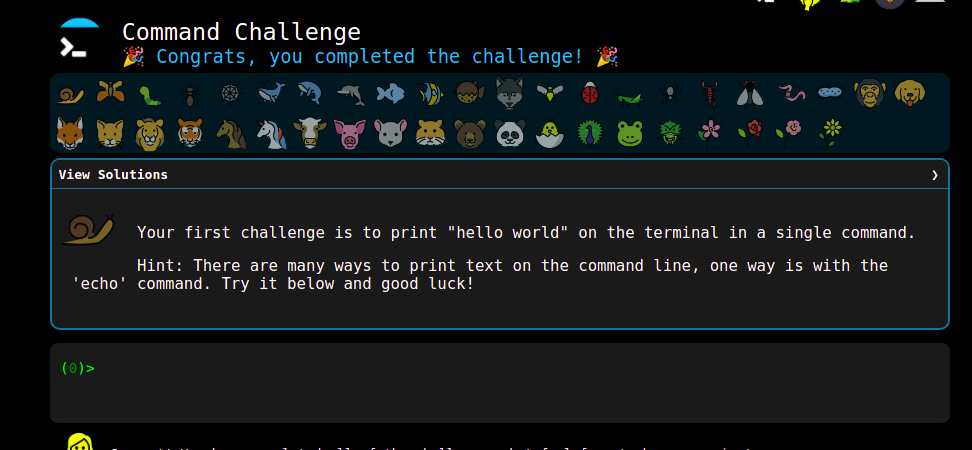 Command Challenge
🎉 Congrats, you completed the challenge! 🎉
View Solutions
Your first challenge is to print "hello world" on the terminal in a single command.
Hint: There are many ways to print text on the command line, one way is with the
'echo' command. Try it below and good luck!
(0)>